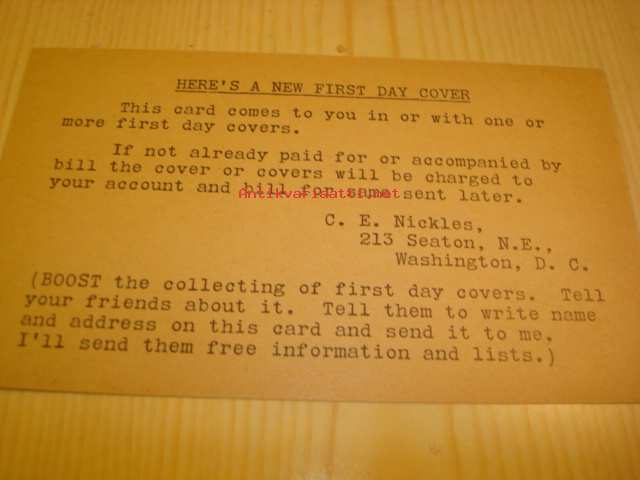 HERE'S A NEW FIRST DAY COVER
This card comes to you in or with one or
more first day covers.
If not already paid for or accompanied by
bill the cover or covers will be charged to
your account and bill for same sent later.
Antikvariaatti.net
C. E. Nickles,
213 Seaton, N.E.,
Washington, D. C.
(BOOST the collecting of first day covers. Tell
your friends about it. Tell them to write name
and address on this card and send it to me.
I'll send them free information and lists.)